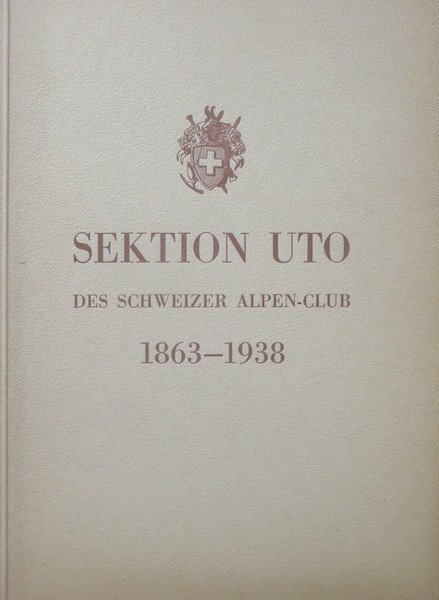 SEKTION UTO
DES SCHWEIZER ALPEN-CLUB
1863–1938